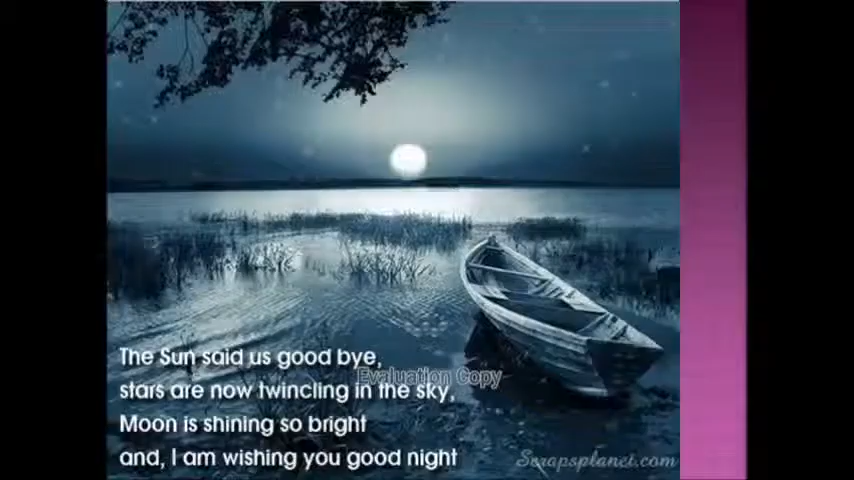 The Sun said us good bye,
Evaluation Copy
stars are now twincling in the sky,
Moon is shining so bright
and, I am wishing you good night
Scrapsplanet.com